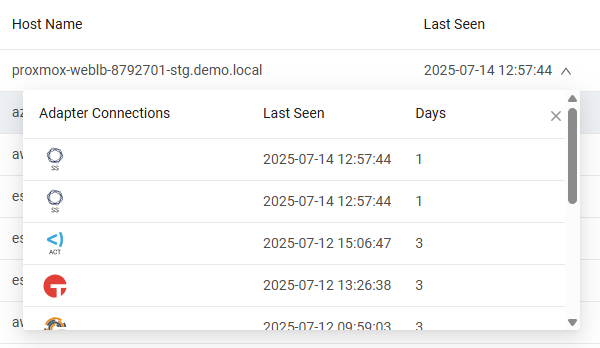 Host Name Last Seen
proxmox-weblb-8792701-stg.demo.local 2025-07-14 12:57:44
az
Adapter Connections Last Seen Days
aw
SS 2025-07-14 12:57:44 1
es
SS 2025-07-14 12:57:44 1
es
ACT 2025-07-12 15:06:47 3
es
2025-07-12 13:26:38 3
aw
2025-07-12 09:59:03 3